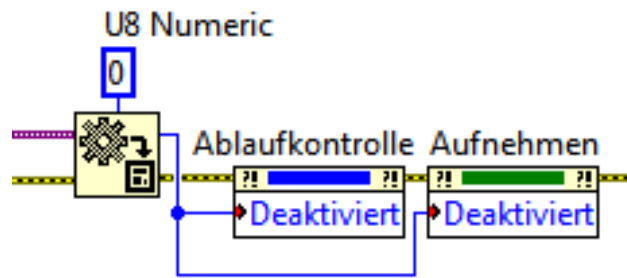 U8 Numeric
0
Ablaufkontrolle Aufnehmen
?! ?! ?! ?!
Deaktiviert Deaktiviert